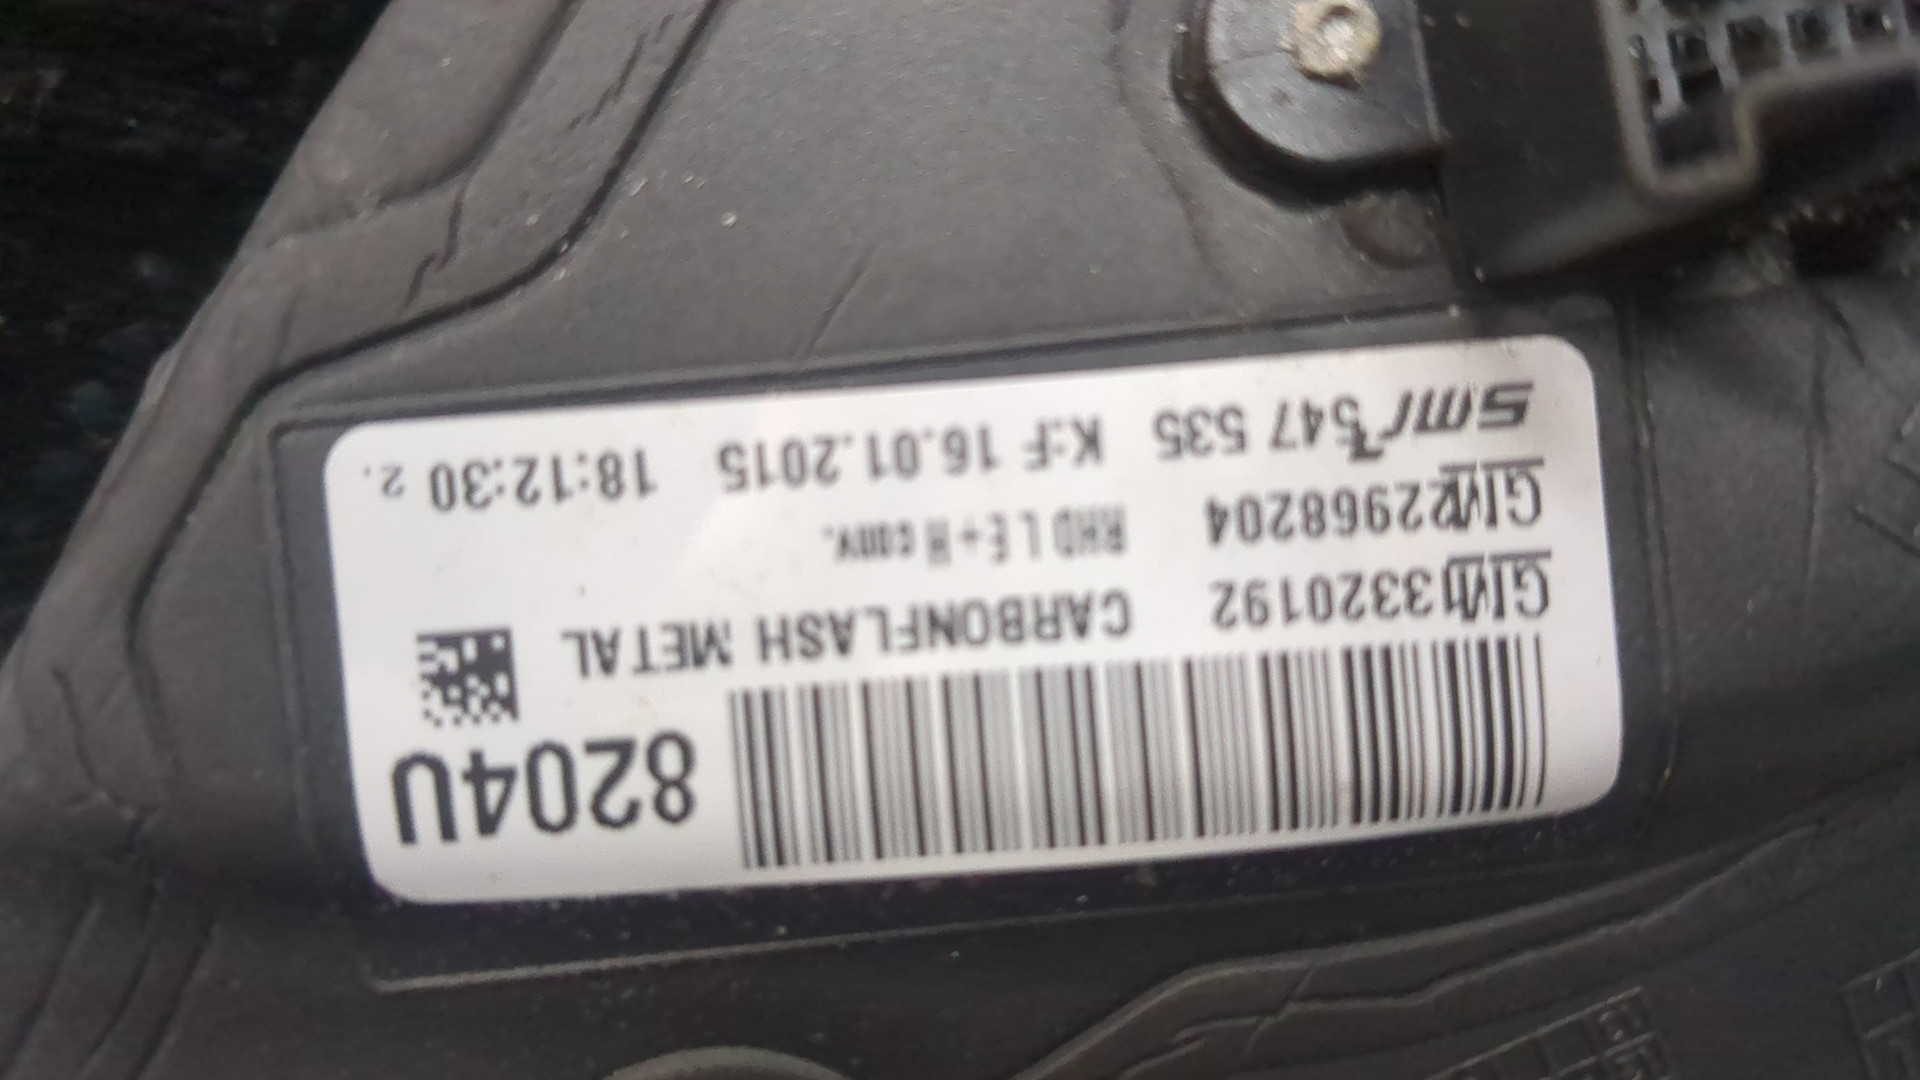 8204U
GM 13320192 CARBONFLASH METAL
GM 22968204 RHD L E+H conv.
smr 547 535 K:F 16.01.2015 18:12:30 2.